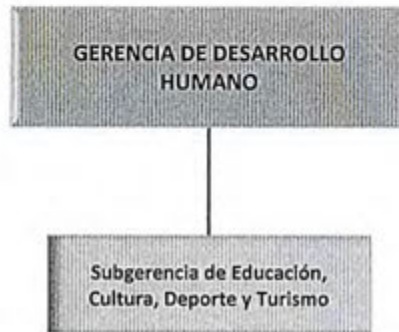 GERENCIA DE DESARROLLO
HUMANO
Subgerencia de Educación,
Cultura, Deporte y Turismo